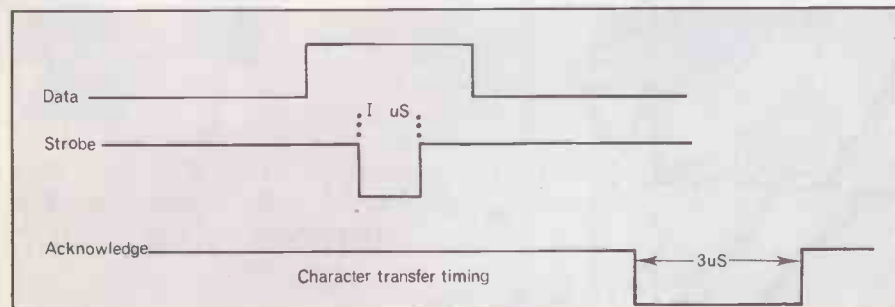 Data
I uS
Strobe
Acknowledge
3uS
Character transfer timing